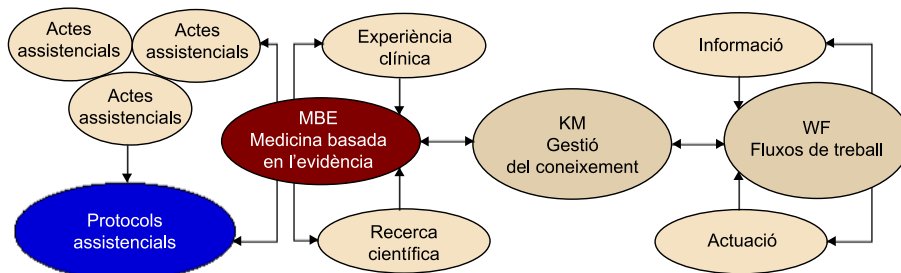 Actes
assistencials
Actes
assistencials
Actes
assistencials
Protocols
assistencials
Experiència
clínica
MBE
Medicina basada
en l’evidència
Recerca
científica
KM
Gestió
del coneixement
Informació
WF
Fluxos de treball
Actuació